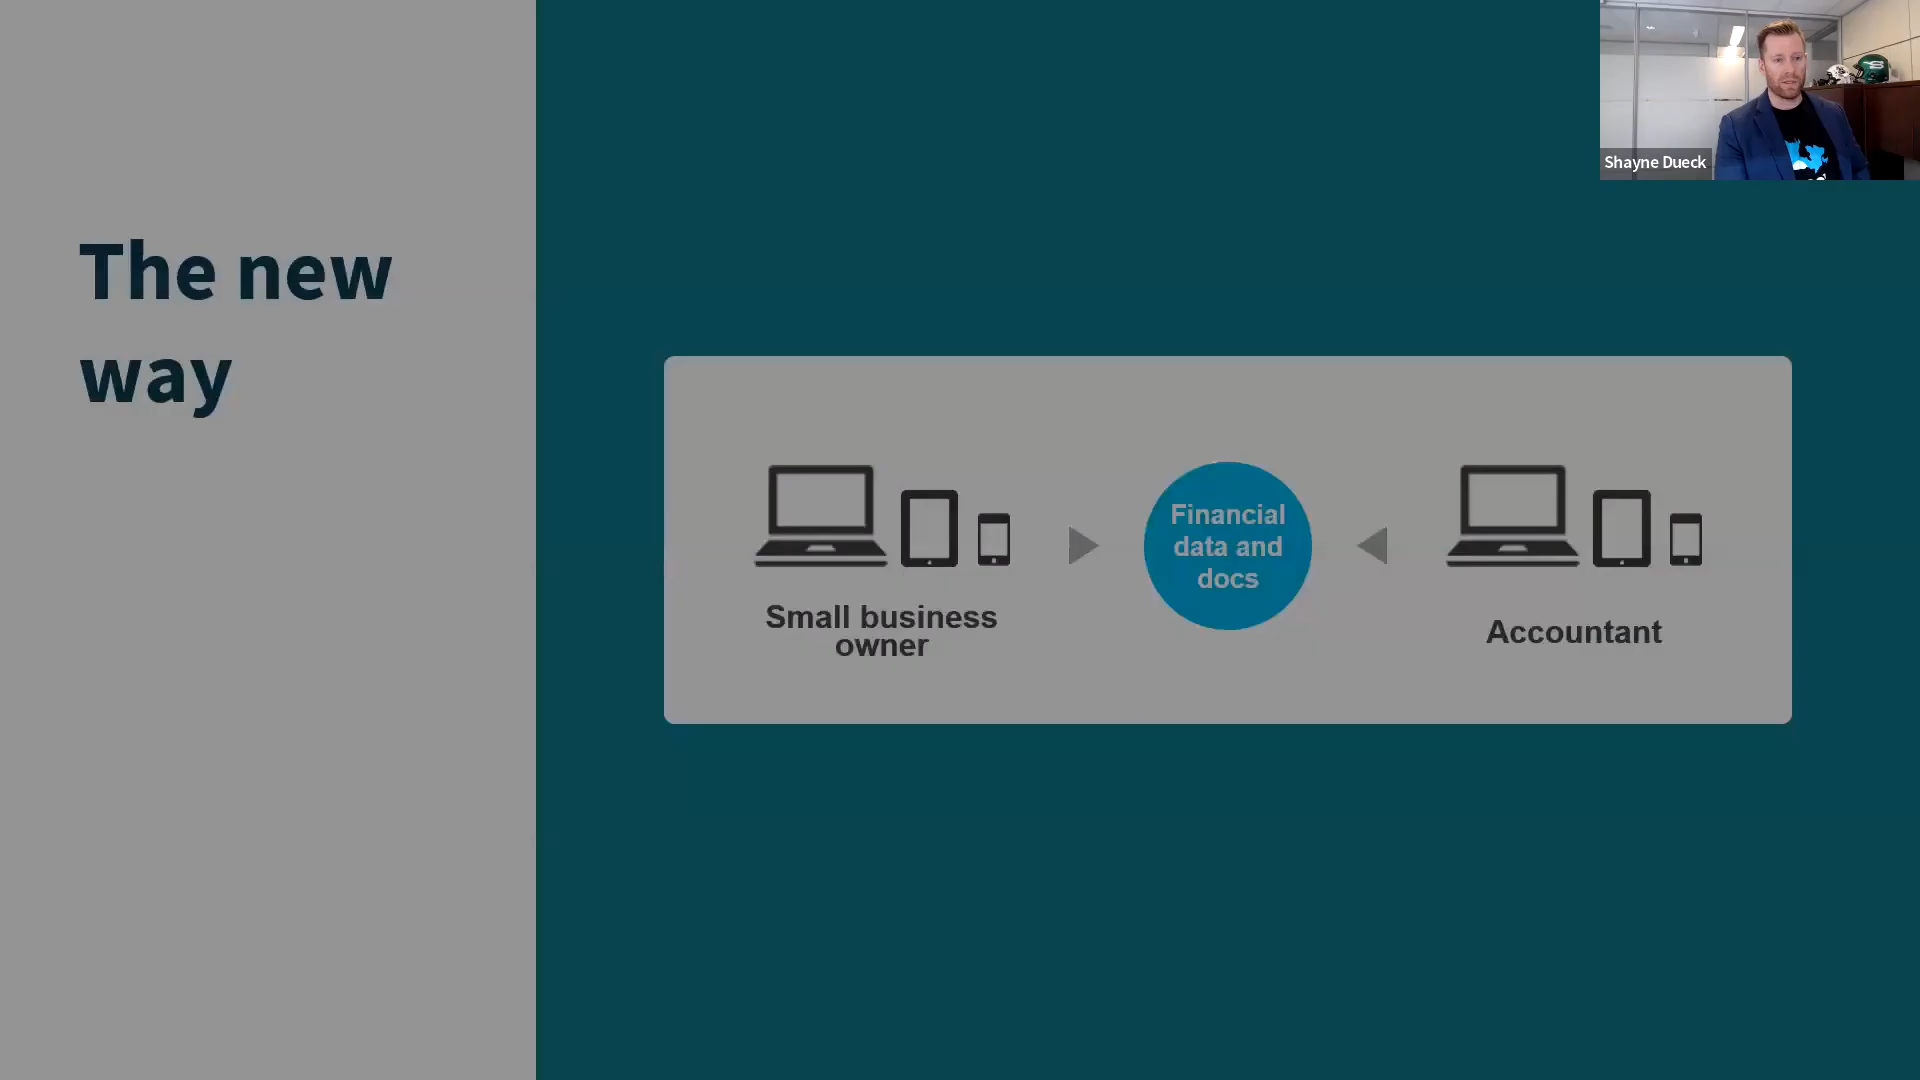 The new
way
Financial
data and
docs
Small business
owner
Accountant
Shayne Dueck